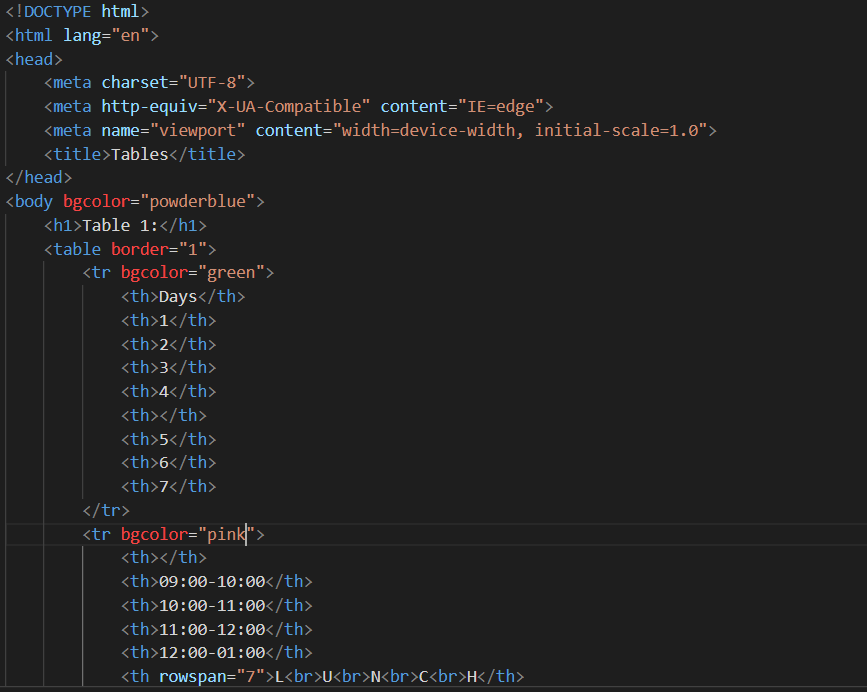 <!DOCTYPE html>
<html lang="en">
<head>
    <meta charset="UTF-8">
    <meta http-equiv="X-UA-Compatible" content="IE=edge">
    <meta name="viewport" content="width=device-width, initial-scale=1.0">
    <title>Tables</title>
</head>
<body bgcolor="powderblue">
    <h1>Table 1:</h1>
    <table border="1">
        <tr bgcolor="green">
            <th>Days</th>
            <th>1</th>
            <th>2</th>
            <th>3</th>
            <th>4</th>
            <th></th>
            <th>5</th>
            <th>6</th>
            <th>7</th>
        </tr>
        <tr bgcolor="pink">
            <th></th>
            <th>09:00-10:00</th>
            <th>10:00-11:00</th>
            <th>11:00-12:00</th>
            <th>12:00-01:00</th>
            <th rowspan="7">L<br>U<br>N<br>C<br>H</th>